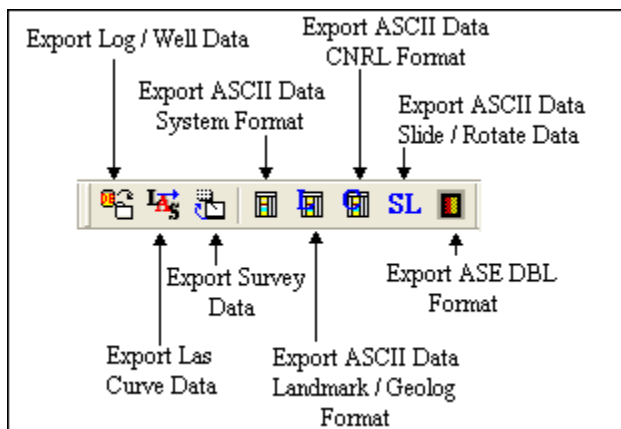 Export Log / Well Data
Export ASCII Data
CNRL Format
Export ASCII Data
System Format
Export ASCII Data
Slide / Rotate Data
DB
LAS
L
C
SL
Export Survey
Data
Export ASE DBL
Format
Export Las
Curve Data
Export ASCII Data
Landmark / Geolog
Format